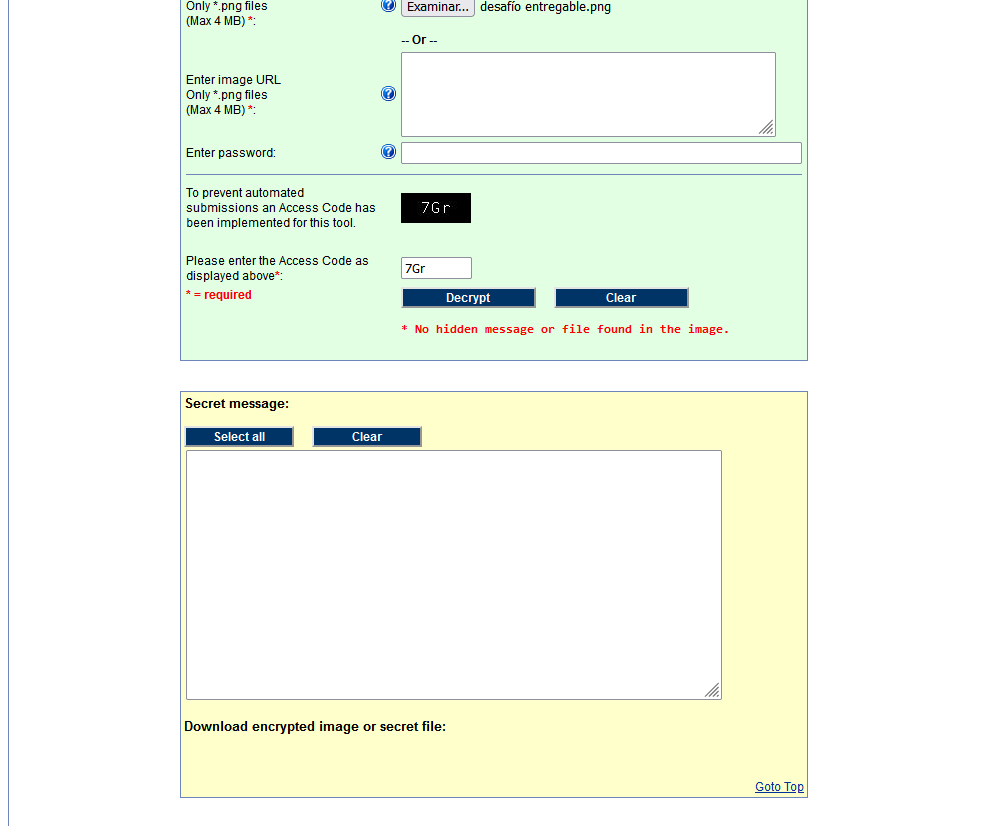 Only *.png files
(Max 4 MB) *:
Examinar... desafío entregable.png
-- Or --
Enter image URL
Only *.png files
(Max 4 MB) *:
Enter password:
To prevent automated
submissions an Access Code has
been implemented for this tool.
7Gr
Please enter the Access Code as
displayed above*:
7Gr
* = required
Decrypt Clear
* No hidden message or file found in the image.
Secret message:
Select all Clear
Download encrypted image or secret file:
Goto Top